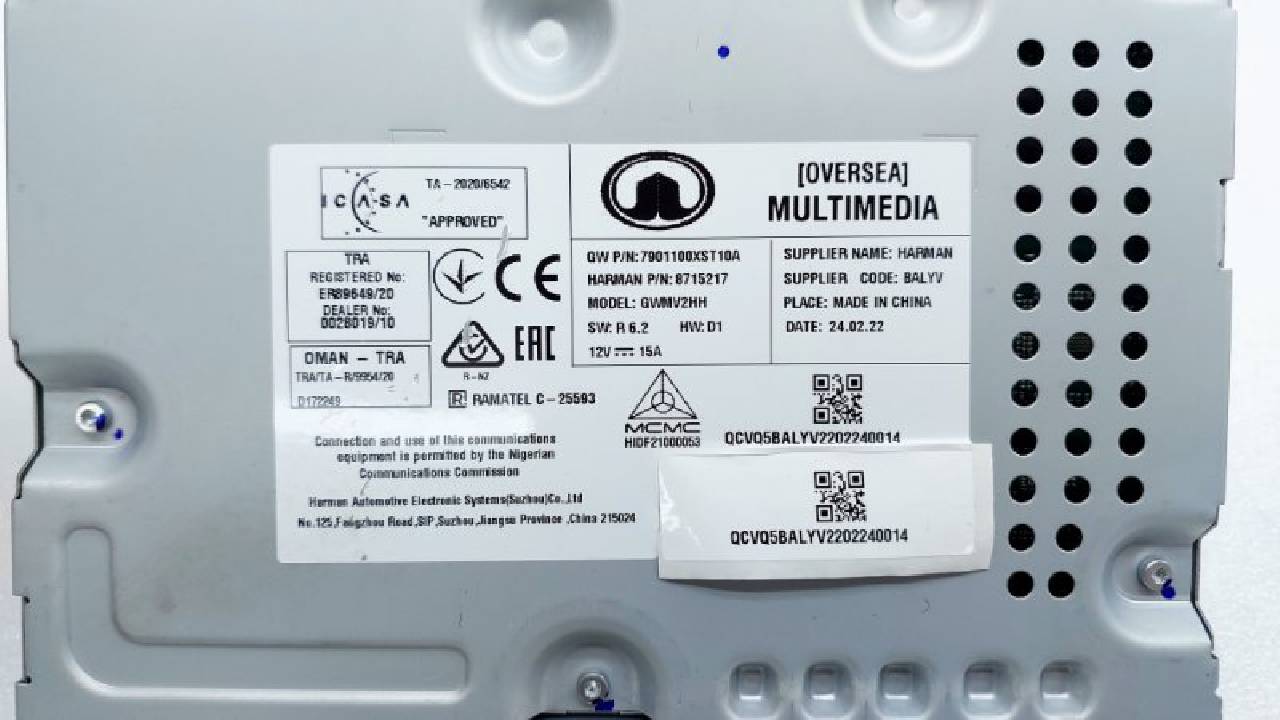 ICASA
TA - 2020/6542
"APPROVED"
TRA
REGISTERED No:
ER89649/20
DEALER No:
0026019/10
OMAN - TRA
TRA/TA-R/9954/20
D172249
CE
EAC
R-NZ
R RAMATEL C-25593
Connection and use of this communications
equipment is permitted by the Nigerian
Communications Commission
Harman Automotive Electronic Systems(Suzhou)Co.,Ltd
No.125,Fangzhou Road,SIP,Suzhou,Jiangsu Province ,China 215024
[OVERSEA]
MULTIMEDIA
GW P/N: 7901100XST10A
HARMAN P/N: 8715217
MODEL: GWMV2HH
SW: R 6.2 HW: D1
12V 15A
SUPPLIER NAME: HARMAN
SUPPLIER CODE: BALYV
PLACE: MADE IN CHINA
DATE: 24.02.22
MCMC
HIDF21000053
QCVQ5BALYV2202240014
QCVQ5BALYV2202240014